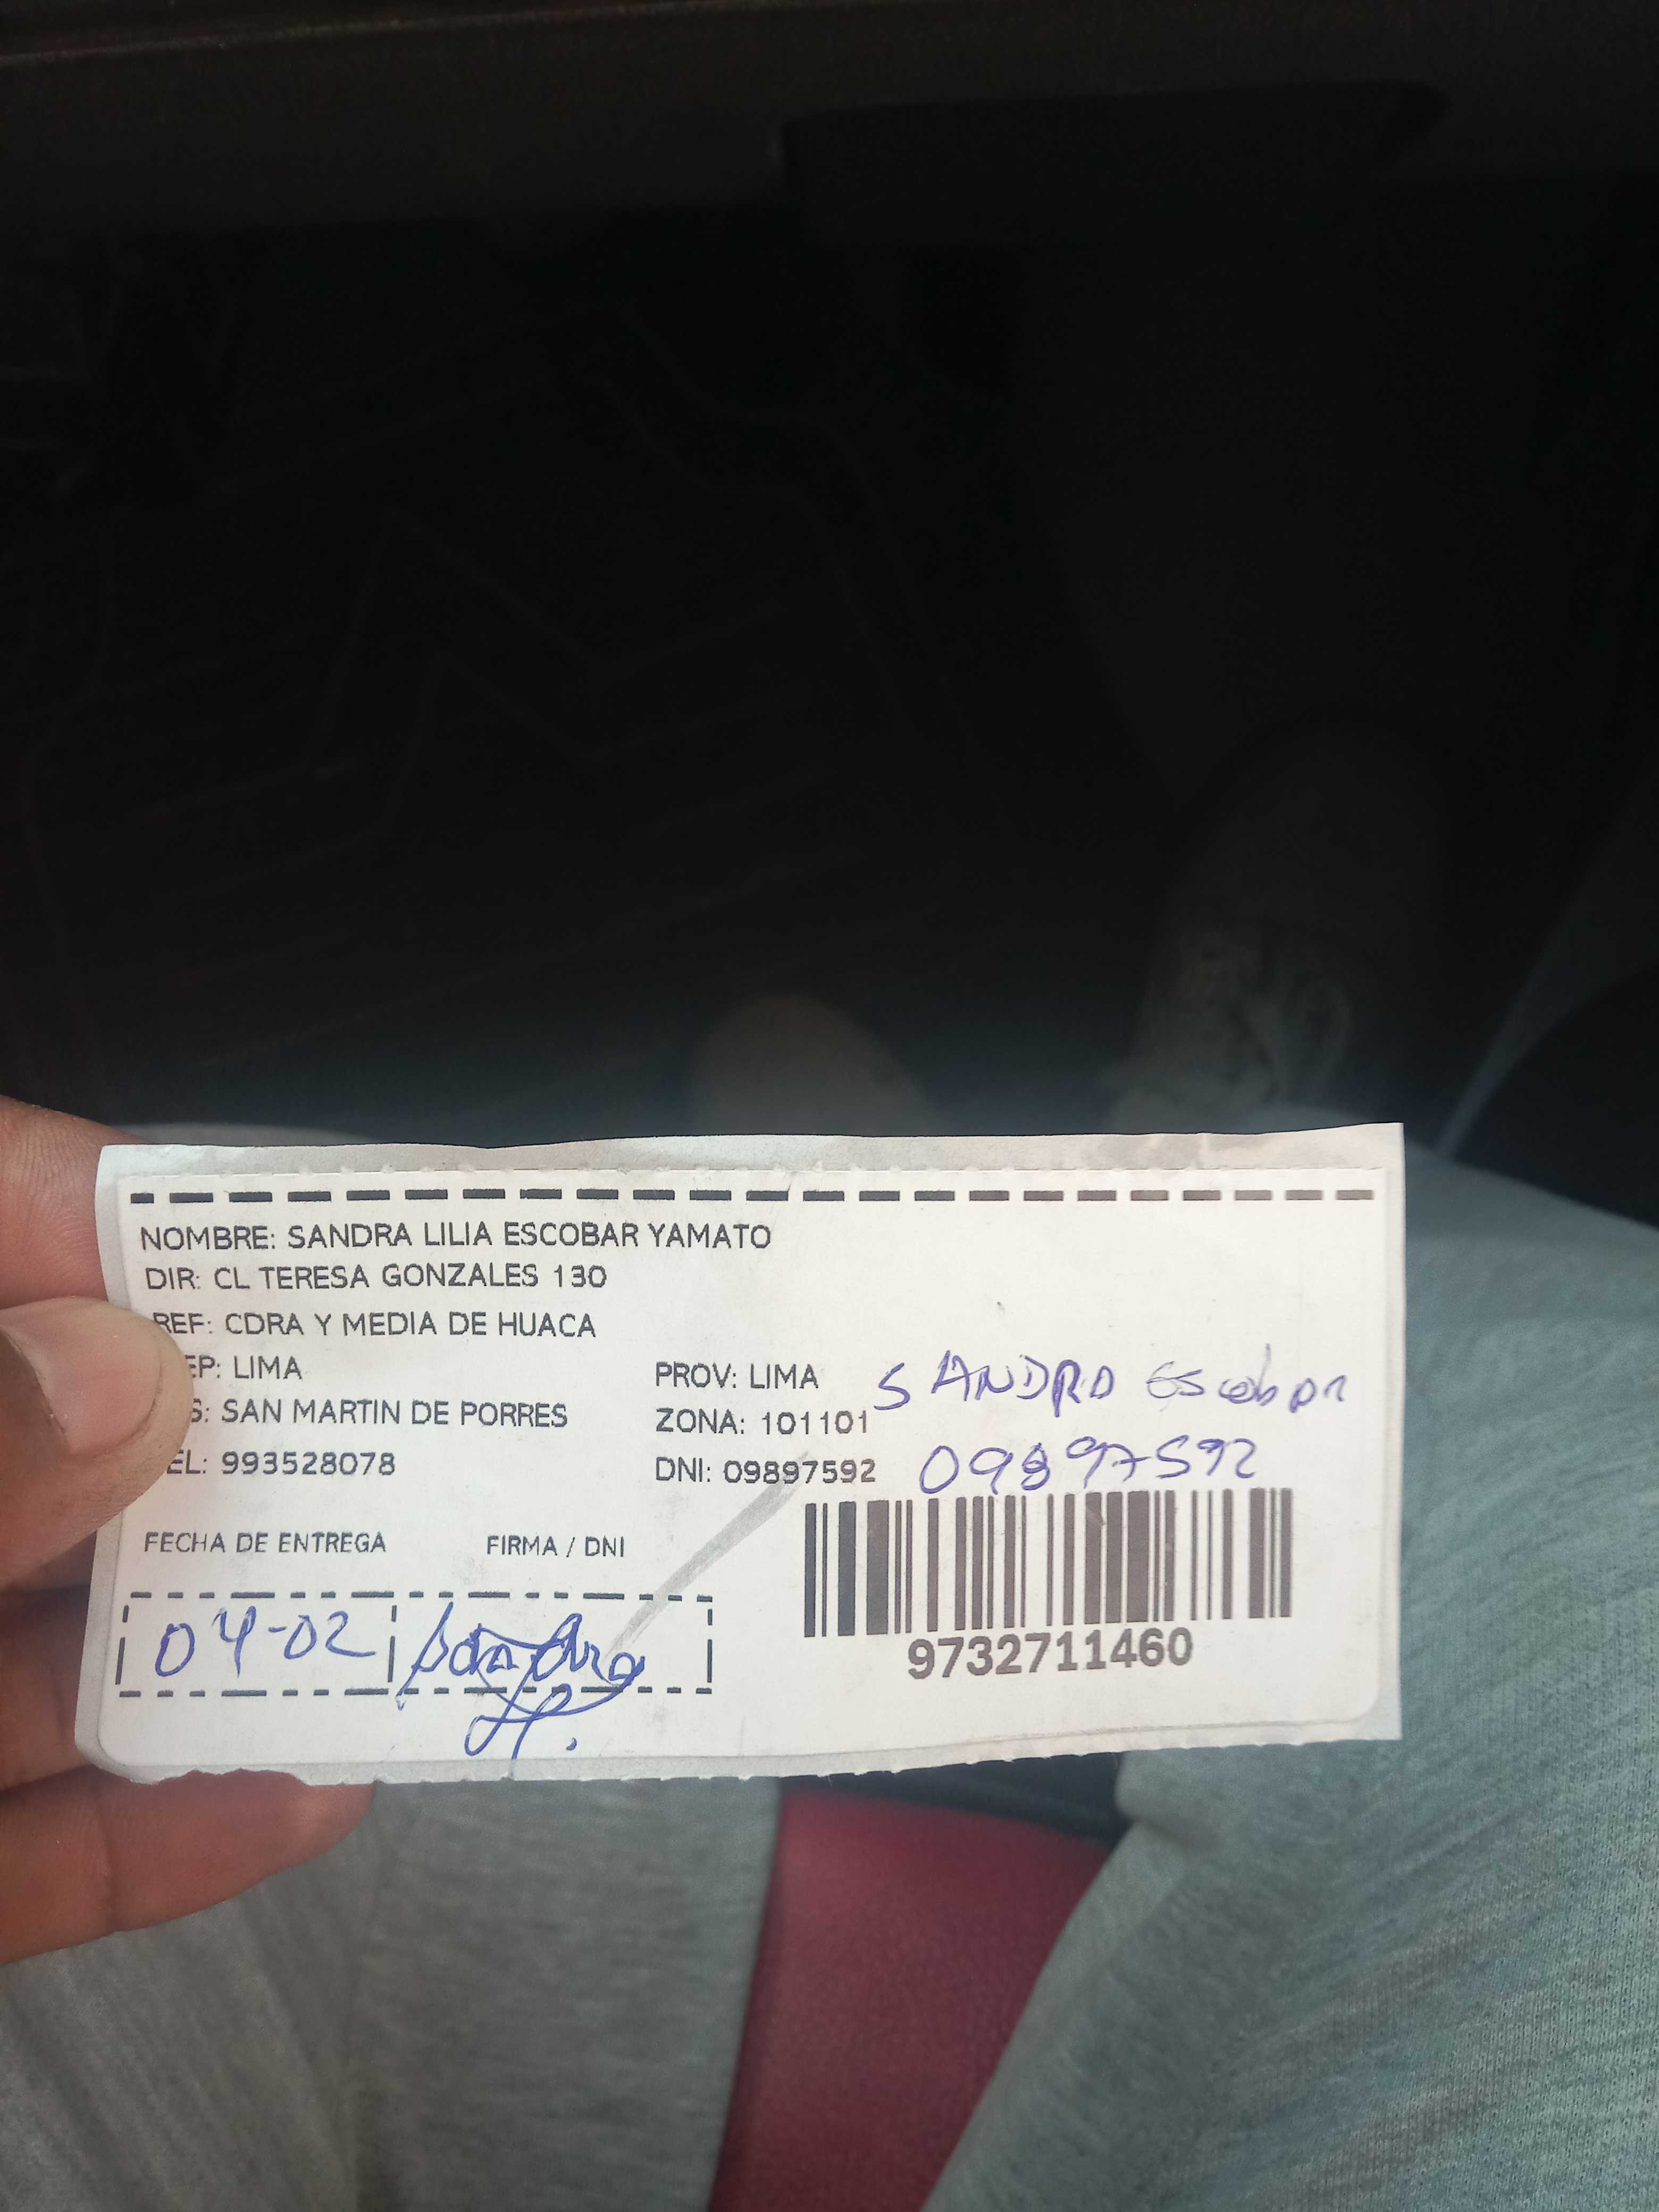 NOMBRE: SANDRA LILIA ESCOBAR YAMATO
DIR: CL TERESA GONZALES 130
REF: CDRA Y MEDIA DE HUACA
EP: LIMA
PROV: LIMA
SANDRA Escobar
S: SAN MARTIN DE PORRES
ZONA: 101101
EL: 993528078
DNI: 09897592
09897592
FECHA DE ENTREGA
FIRMA / DNI
04-02
Sandra
9732711460